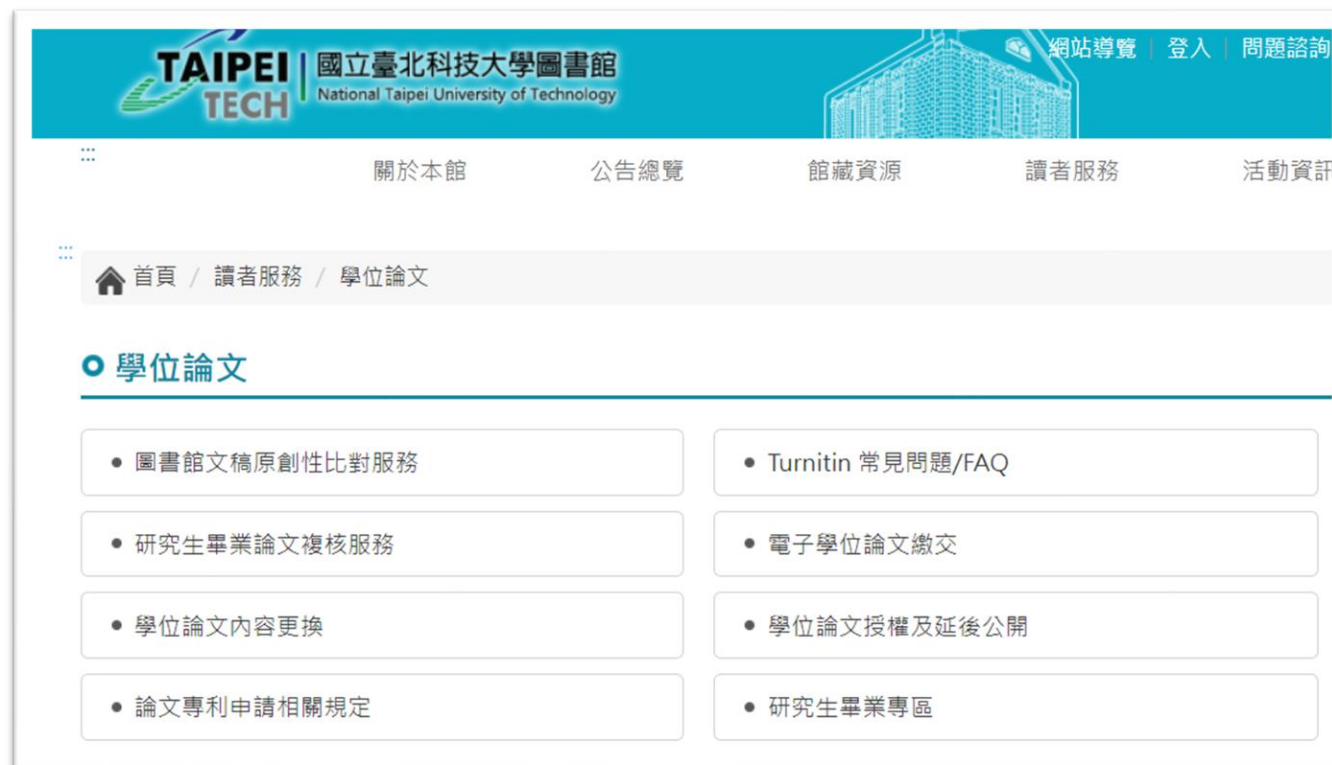 TAIPEI TECH
國立臺北科技大學圖書館
National Taipei University of Technology
網站導覽 | 登入 | 問題諮詢
關於本館 公告總覽 館藏資源 讀者服務 活動資訊
首頁 / 讀者服務 / 學位論文
學位論文
圖書館文稿原創性比對服務
Turnitin 常見問題/FAQ
研究生畢業論文複核服務
電子學位論文繳交
學位論文內容更換
學位論文授權及延後公開
論文專利申請相關規定
研究生畢業專區